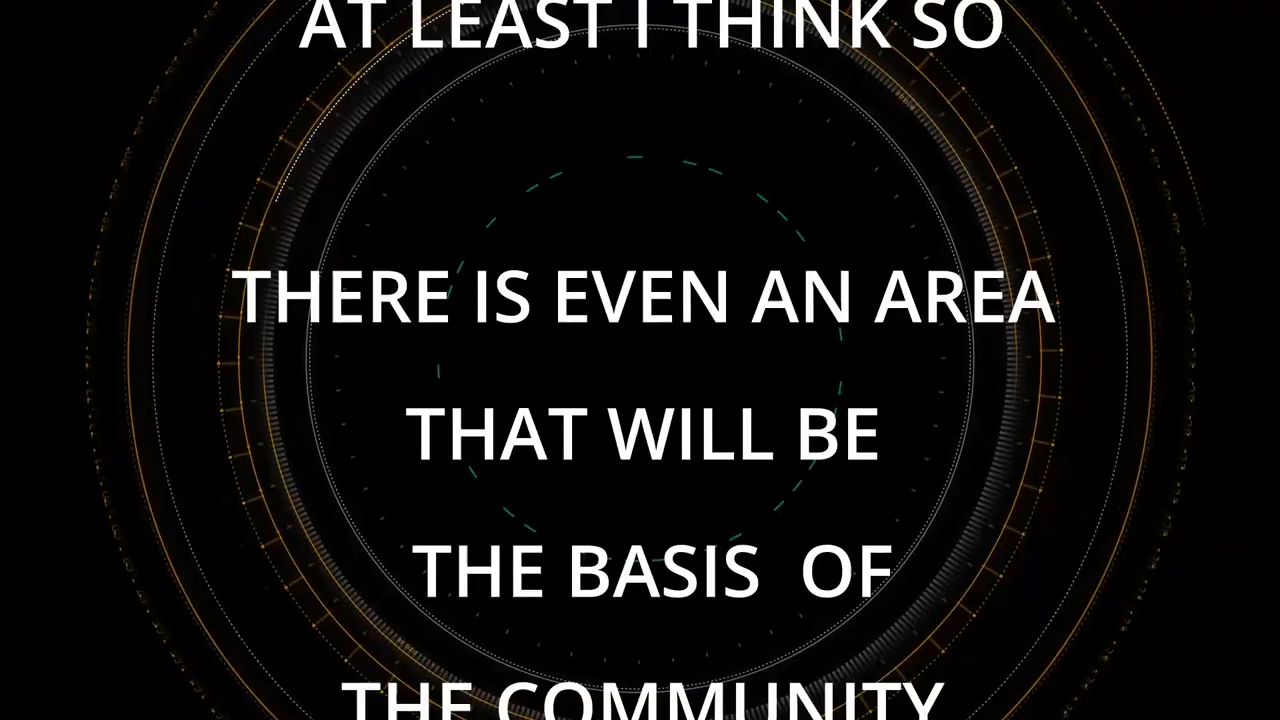 AT LEAST I THINK SO
THERE IS EVEN AN AREA
THAT WILL BE
THE BASIS  OF
THE COMMUNITY